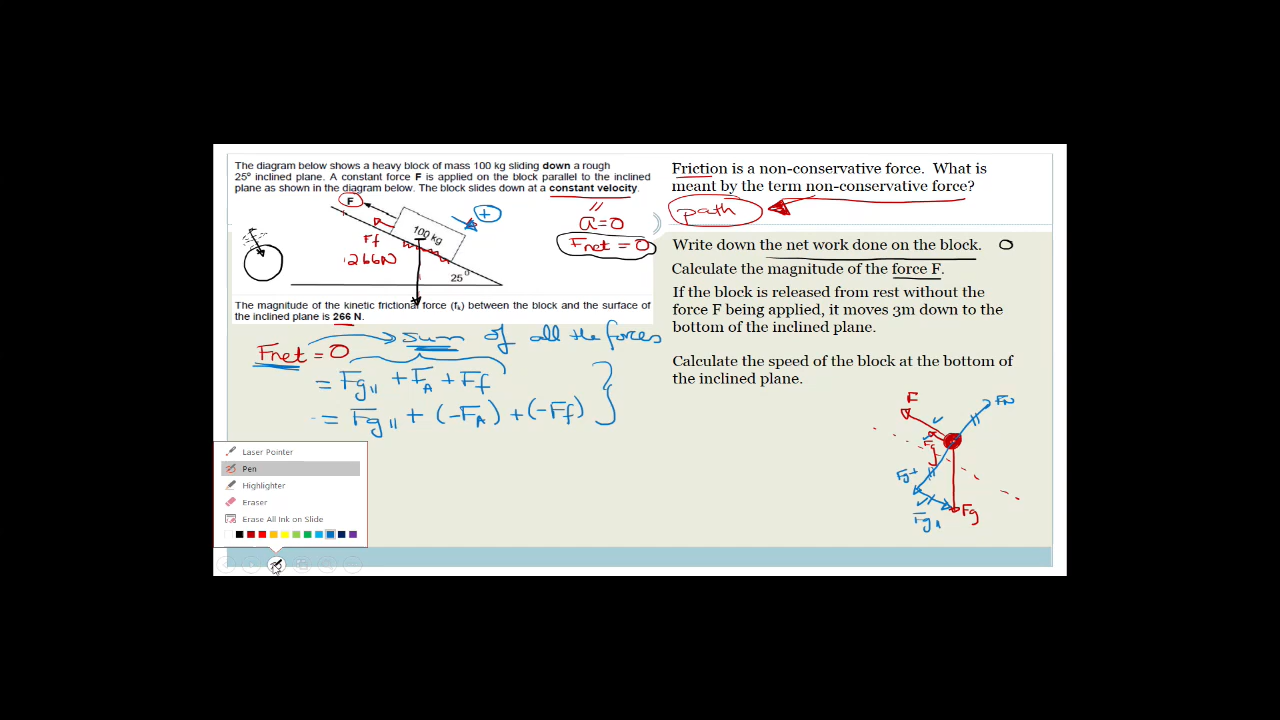 The diagram below shows a heavy block of mass 100 kg sliding down a rough
25° inclined plane. A constant force F is applied on the block parallel to the inclined
plane as shown in the diagram below. The block slides down at a constant velocity.
F
100 kg
+
Ff
266N
25°
a=0
Fnet = 0
The magnitude of the kinetic frictional force (fk) between the block and the surface of
the inclined plane is 266 N.
Fnet = 0 sum of all the forces
= Fg|| + FA + Ff
= Fg|| + (-FA) + (-Ff)
Laser Pointer
Pen
Highlighter
Eraser
Erase All Ink on Slide
Friction is a non-conservative force. What is
meant by the term non-conservative force?
path
Write down the net work done on the block. 0
Calculate the magnitude of the force F.
If the block is released from rest without the
force F being applied, it moves 3m down to the
bottom of the inclined plane.
Calculate the speed of the block at the bottom of
the inclined plane.
F
FN
Fg